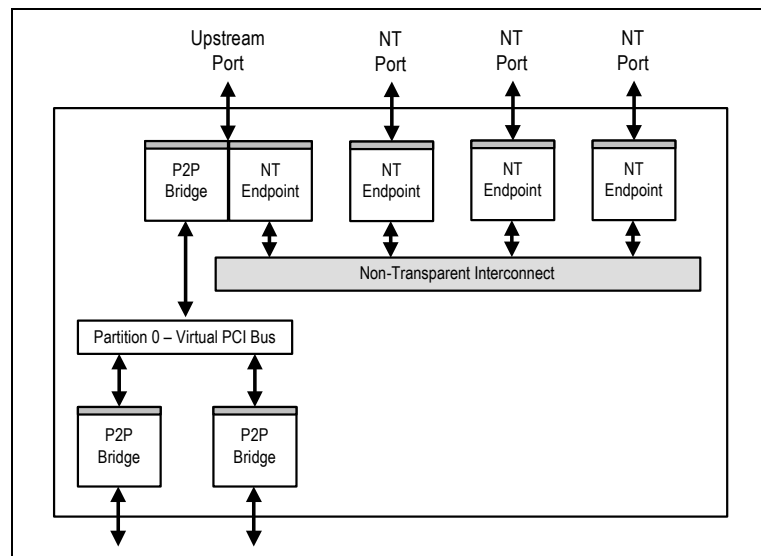 Upstream
Port
NT
Port
NT
Port
NT
Port
P2P
Bridge
NT
Endpoint
NT
Endpoint
NT
Endpoint
NT
Endpoint
Non-Transparent Interconnect
Partition 0 – Virtual PCI Bus
P2P
Bridge
P2P
Bridge